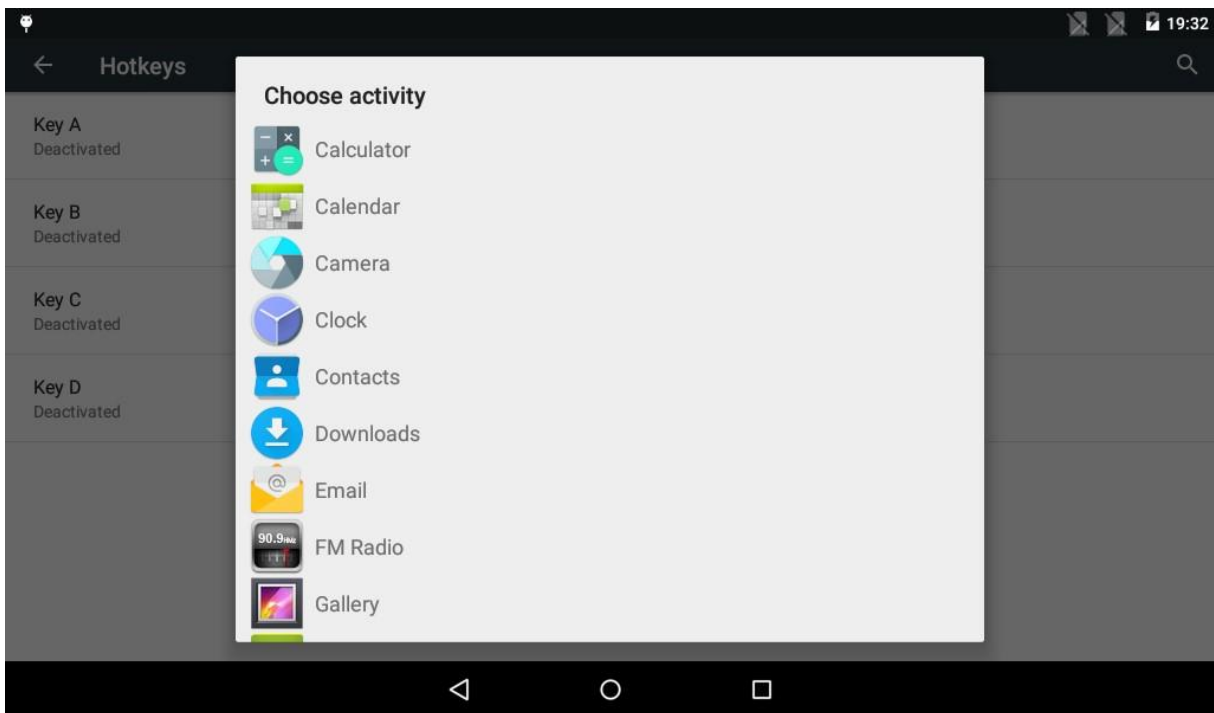 19:32
Hotkeys
Choose activity
Key A
Deactivated
Key B
Deactivated
Key C
Deactivated
Key D
Deactivated
Calculator
Calendar
Camera
Clock
Contacts
Downloads
@
Email
90.9MHz
FM Radio
Gallery